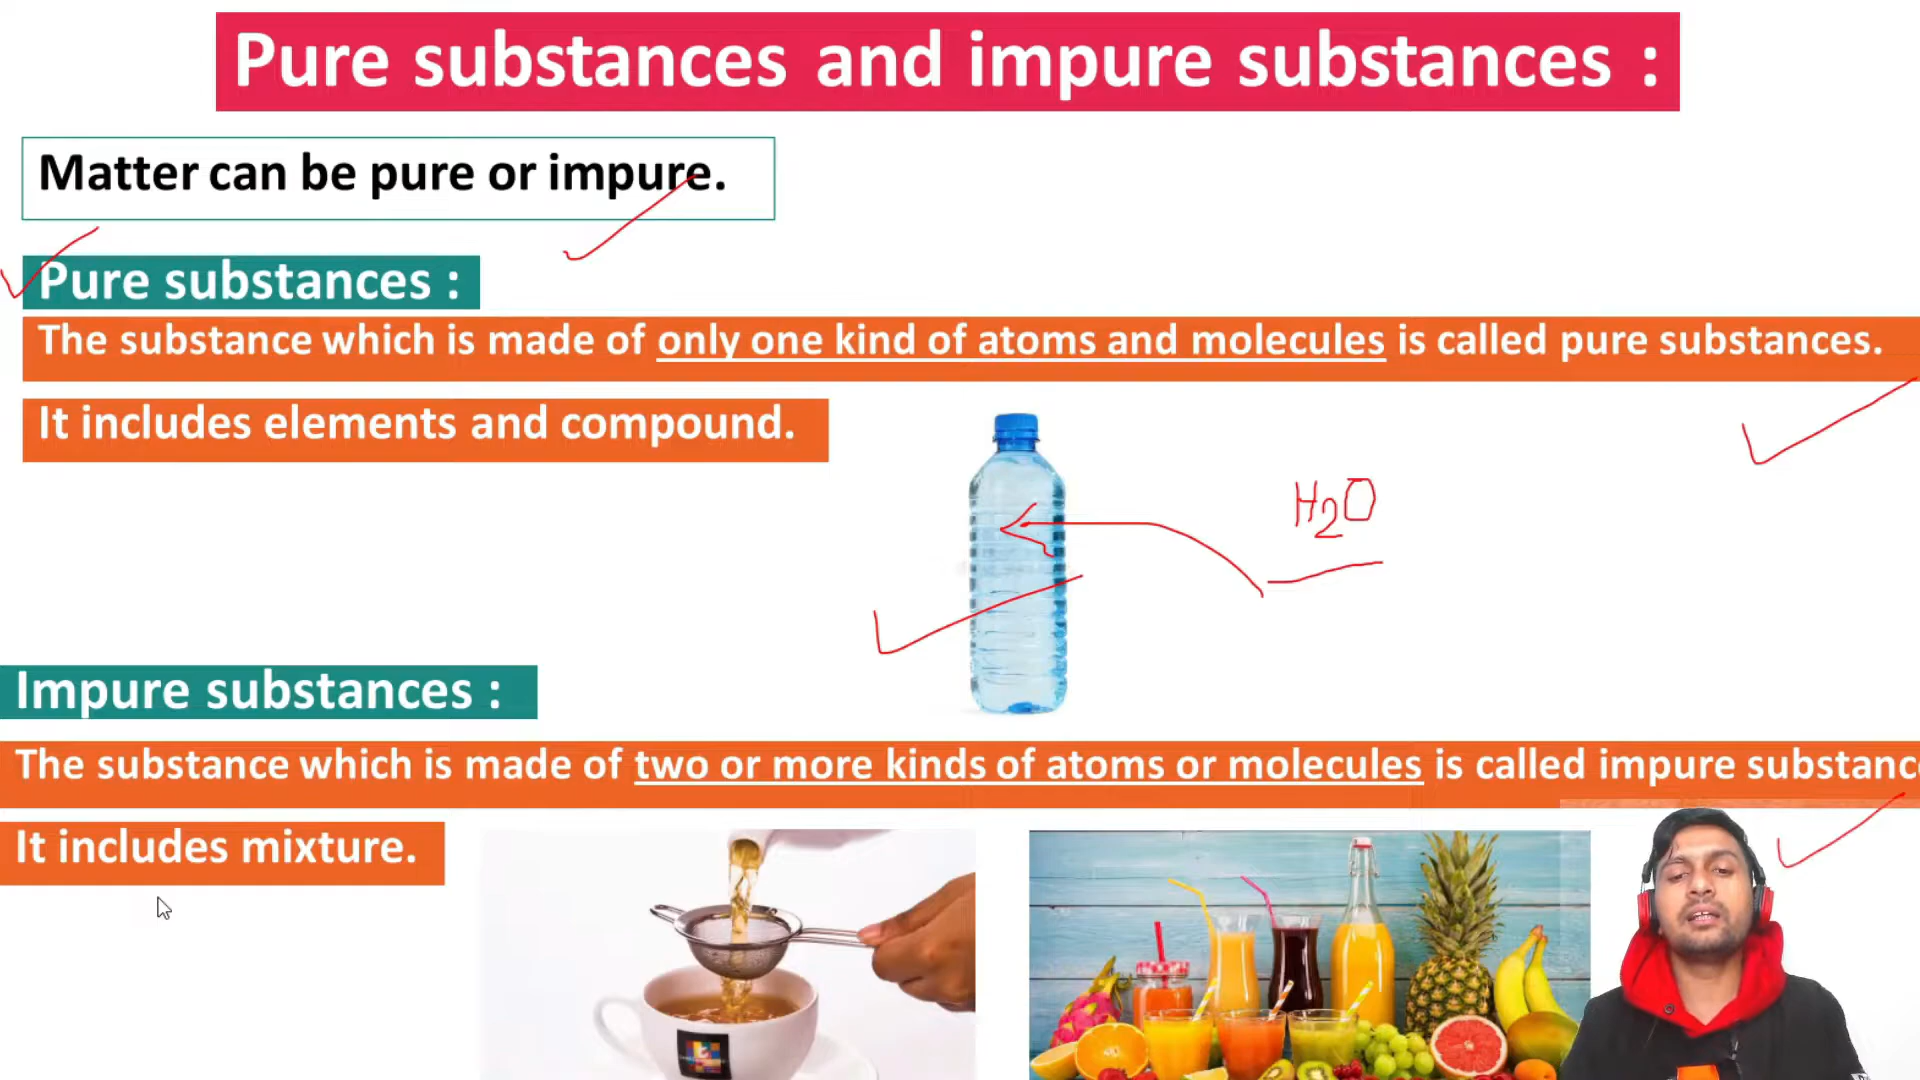 Pure substances and impure substances :
Matter can be pure or impure.
Pure substances :
The substance which is made of only one kind of atoms and molecules is called pure substances.
It includes elements and compound.
H2O
Impure substances :
The substance which is made of two or more kinds of atoms or molecules is called impure
It includes mixture.